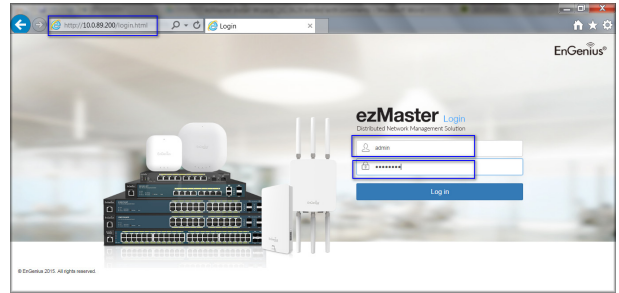 http://10.0.89.200/login.html
Login
EnGenius®
ezMaster Login
Distributed Network Management Solution
admin
••••••••
Log in
© EnGenius 2015. All rights reserved.